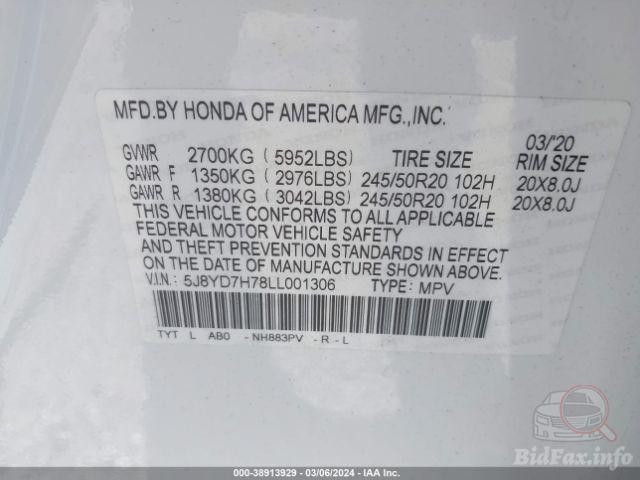 MFD.BY HONDA OF AMERICA MFG.,INC.
03/'20
GVWR 2700KG ( 5952LBS) TIRE SIZE RIM SIZE
GAWR F 1350KG ( 2976LBS) 245/50R20 102H 20X8.0J
GAWR R 1380KG ( 3042LBS) 245/50R20 102H 20X8.0J
THIS VEHICLE CONFORMS TO ALL APPLICABLE
FEDERAL MOTOR VEHICLE SAFETY
AND THEFT PREVENTION STANDARDS IN EFFECT
ON THE DATE OF MANUFACTURE SHOWN ABOVE.
V.I.N.: 5J8YD7H78LL001306 TYPE: MPV
TYT L AB0 -NH883PV -R-L
BidFax.info
000-38913929 - 03/06/2024 - IAA Inc.